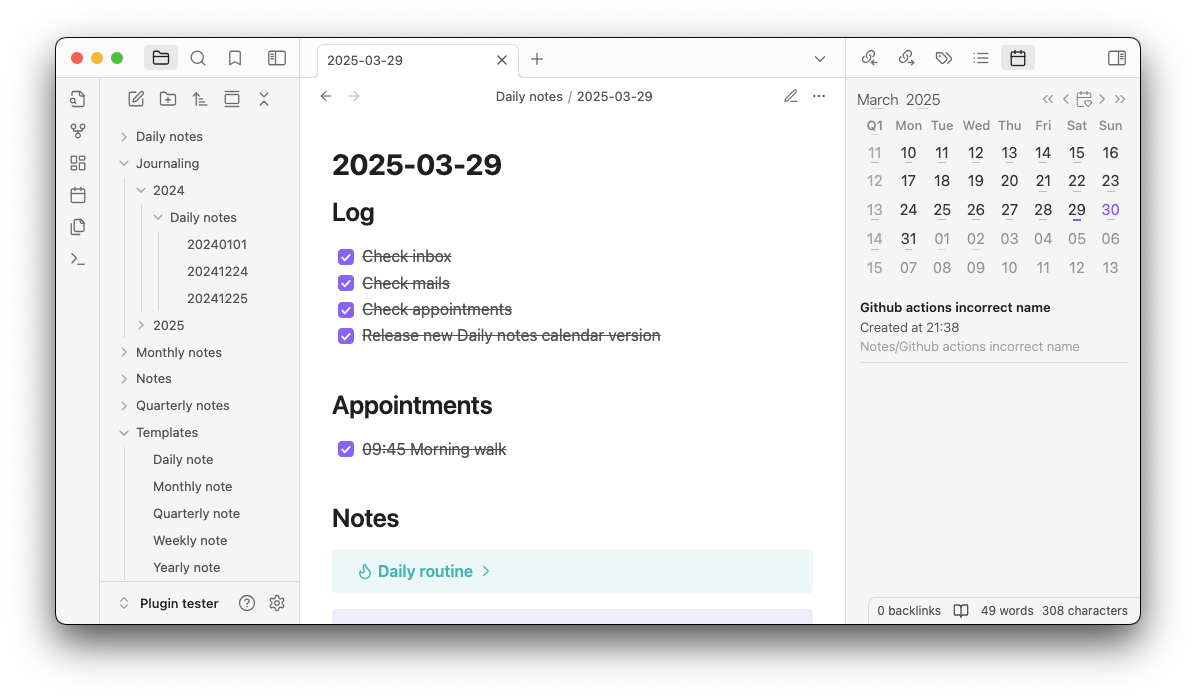 2025-03-29
Daily notes
Journaling
2024
Daily notes
20240101
20241224
20241225
2025
Monthly notes
Notes
Quarterly notes
Templates
Daily note
Monthly note
Quarterly note
Weekly note
Yearly note
Plugin tester
Daily notes / 2025-03-29
2025-03-29
Log
Check inbox
Check mails
Check appointments
Release new Daily notes calendar version
Appointments
09:45 Morning walk
Notes
Daily routine
March 2025
Q1 Mon Tue Wed Thu Fri Sat Sun
11 10 11 12 13 14 15 16
12 17 18 19 20 21 22 23
13 24 25 26 27 28 29 30
14 31 01 02 03 04 05 06
15 07 08 09 10 11 12 13
Github actions incorrect name
Created at 21:38
Notes/Github actions incorrect name
0 backlinks 49 words 308 characters